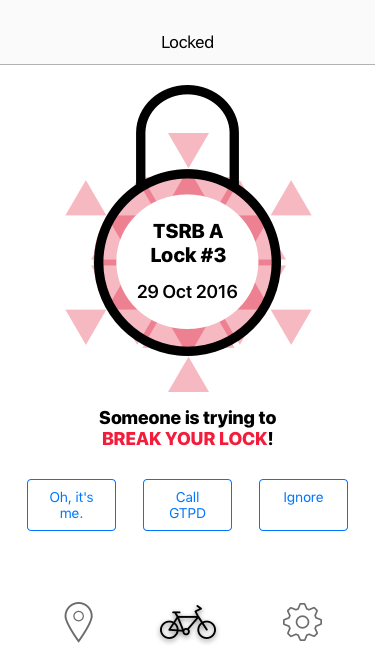 Locked
TSRB A
Lock #3
29 Oct 2016
Someone is trying to
BREAK YOUR LOCK!
Oh, it's
me.
Call
GTPD
Ignore